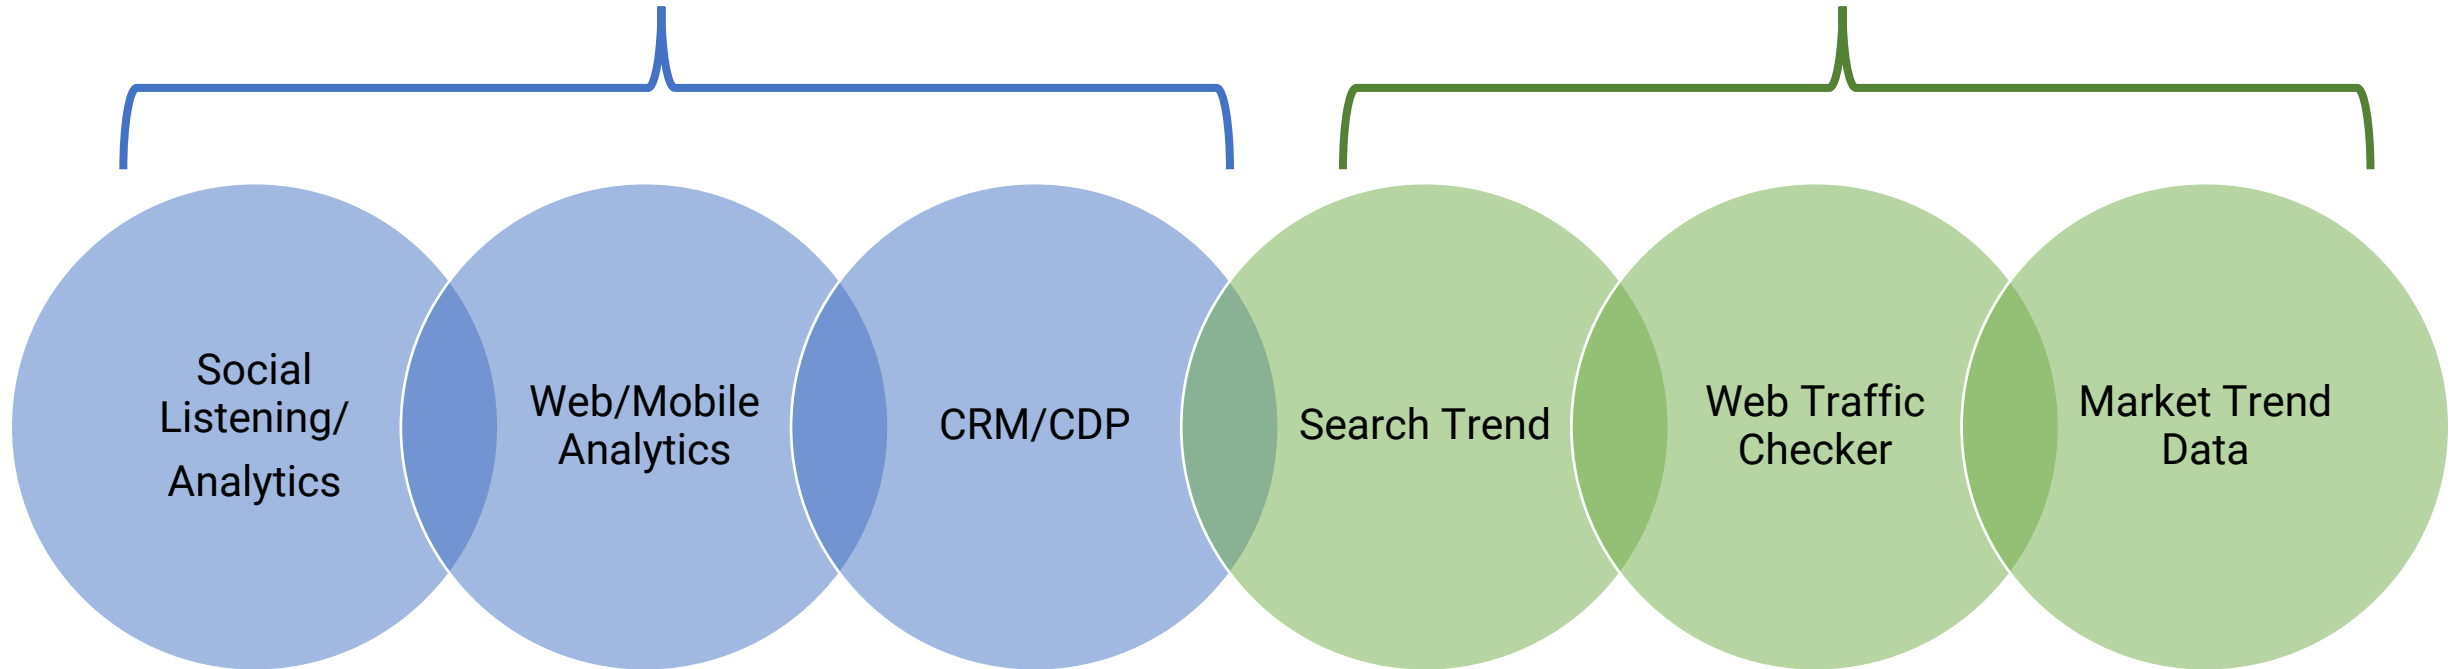 Social
Listening/
Analytics
Web/Mobile
Analytics
CRM/CDP
Search Trend
Web Traffic
Checker
Market Trend
Data